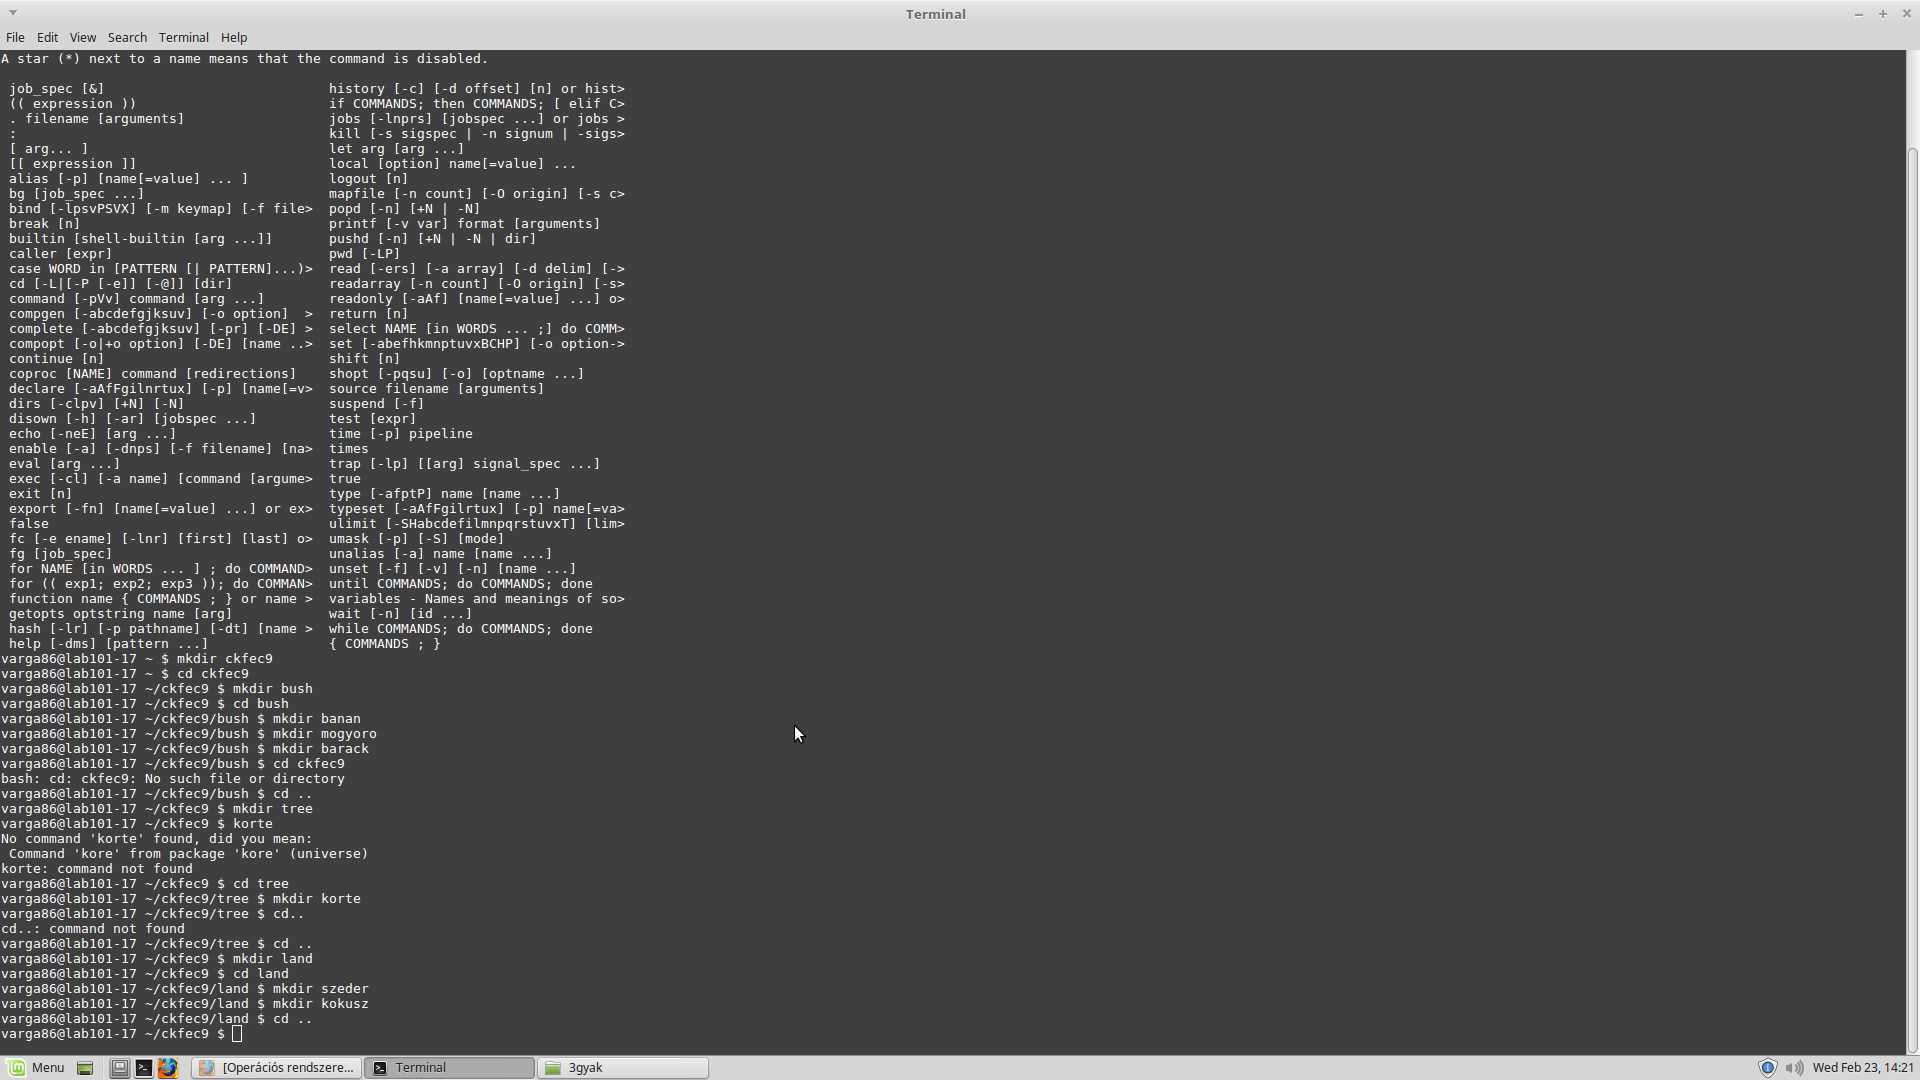 Terminal
File Edit View Search Terminal Help
A star (*) next to a name means that the command is disabled.
job_spec [&]                            history [-c] [-d offset] [n] or hist>
(( expression ))                        if COMMANDS; then COMMANDS; [ elif C>
. filename [arguments]                  jobs [-lnprs] [jobspec ...] or jobs >
:                                       kill [-s sigspec | -n signum | -sigs>
[ arg... ]                              let arg [arg ...]
[[ expression ]]                        local [option] name[=value] ...
alias [-p] [name[=value] ... ]          logout [n]
bg [job_spec ...]                       mapfile [-n count] [-O origin] [-s c>
bind [-lpsvPSVX] [-m keymap] [-f file>  popd [-n] [+N | -N]
break [n]                               printf [-v var] format [arguments]
builtin [shell-builtin [arg ...]]       pushd [-n] [+N | -N | dir]
caller [expr]                           pwd [-LP]
case WORD in [PATTERN [| PATTERN]...)>  read [-ers] [-a array] [-d delim] [->
cd [-L|[-P [-e]] [-@]] [dir]            readarray [-n count] [-O origin] [-s>
command [-pVv] command [arg ...]        readonly [-aAf] [name[=value] ...] o>
compgen [-abcdefgjksuv] [-o option]  >  return [n]
complete [-abcdefgjksuv] [-pr] [-DE] >  select NAME [in WORDS ... ;] do COMM>
compopt [-o|+o option] [-DE] [name ..>  set [-abefhkmnptuvxBCHP] [-o option->
continue [n]                            shift [n]
coproc [NAME] command [redirections]    shopt [-pqsu] [-o] [optname ...]
declare [-aAfFgilnrtux] [-p] [name[=v>  source filename [arguments]
dirs [-clpv] [+N] [-N]                  suspend [-f]
disown [-h] [-ar] [jobspec ...]         test [expr]
echo [-neE] [arg ...]                   time [-p] pipeline
enable [-a] [-dnps] [-f filename] [na>  times
eval [arg ...]                          trap [-lp] [[arg] signal_spec ...]
exec [-cl] [-a name] [command [argume>  true
exit [n]                                type [-afptP] name [name ...]
export [-fn] [name[=value] ...] or ex>  typeset [-aAfFgilrtux] [-p] name[=va>
false                                   ulimit [-SHabcdefilmnpqrstuvxT] [lim>
fc [-e ename] [-lnr] [first] [last] o>  umask [-p] [-S] [mode]
fg [job_spec]                           unalias [-a] name [name ...]
for NAME [in WORDS ... ] ; do COMMAND>  unset [-f] [-v] [-n] [name ...]
for (( exp1; exp2; exp3 )); do COMMAN>  until COMMANDS; do COMMANDS; done
function name { COMMANDS ; } or name >  variables - Names and meanings of so>
getopts optstring name [arg]            wait [-n] [id ...]
hash [-lr] [-p pathname] [-dt] [name >  while COMMANDS; do COMMANDS; done
help [-dms] [pattern ...]               { COMMANDS ; }
varga86@lab101-17 ~ $ mkdir ckfec9
varga86@lab101-17 ~ $ cd ckfec9
varga86@lab101-17 ~/ckfec9 $ mkdir bush
varga86@lab101-17 ~/ckfec9 $ cd bush
varga86@lab101-17 ~/ckfec9/bush $ mkdir banan
varga86@lab101-17 ~/ckfec9/bush $ mkdir mogyoro
varga86@lab101-17 ~/ckfec9/bush $ mkdir barack
varga86@lab101-17 ~/ckfec9/bush $ cd ckfec9
bash: cd: ckfec9: No such file or directory
varga86@lab101-17 ~/ckfec9/bush $ cd ..
varga86@lab101-17 ~/ckfec9 $ mkdir tree
varga86@lab101-17 ~/ckfec9 $ korte
No command 'korte' found, did you mean:
Command 'kore' from package 'kore' (universe)
korte: command not found
varga86@lab101-17 ~/ckfec9 $ cd tree
varga86@lab101-17 ~/ckfec9/tree $ mkdir korte
varga86@lab101-17 ~/ckfec9/tree $ cd..
cd..: command not found
varga86@lab101-17 ~/ckfec9/tree $ cd ..
varga86@lab101-17 ~/ckfec9 $ mkdir land
varga86@lab101-17 ~/ckfec9 $ cd land
varga86@lab101-17 ~/ckfec9/land $ mkdir szeder
varga86@lab101-17 ~/ckfec9/land $ mkdir kokusz
varga86@lab101-17 ~/ckfec9/land $ cd ..
varga86@lab101-17 ~/ckfec9 $
Menu [Operációs rendszere... Terminal 3gyak Wed Feb 23, 14:21